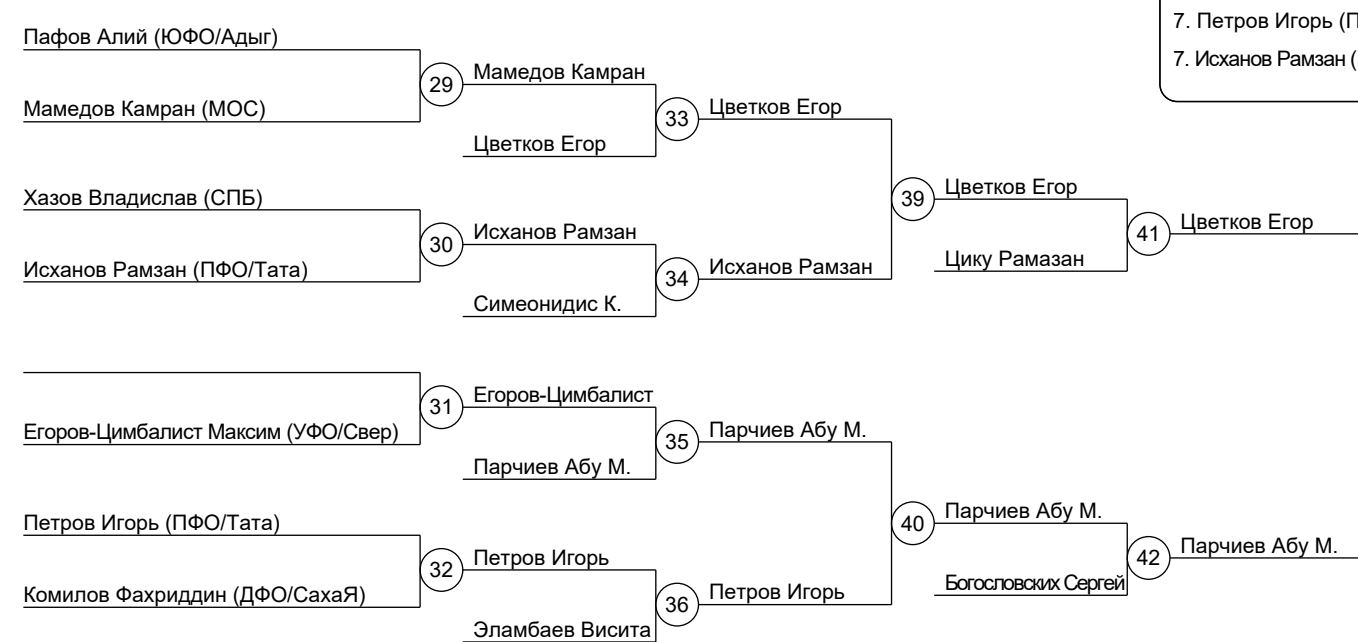 7. Петров Игорь (П
7. Исханов Рамзан (
Пафов Алий (ЮФО/Адыг)
29
Мамедов Камран
Мамедов Камран (МОС)
33
Цветков Егор
Цветков Егор
Хазов Владислав (СПБ)
39
Цветков Егор
30
Исханов Рамзан
41
Цветков Егор
Исханов Рамзан (ПФО/Тата)
34
Исханов Рамзан
Цику Рамазан
Симеонидис К.
31
Егоров-Цимбалист
Егоров-Цимбалист Максим (УФО/Свер)
35
Парчиев Абу М.
Парчиев Абу М.
Петров Игорь (ПФО/Тата)
40
Парчиев Абу М.
32
Петров Игорь
42
Парчиев Абу М.
Комилов Фахриддин (ДФО/СахаЯ)
36
Петров Игорь
Богословских Сергей
Эламбаев Висита